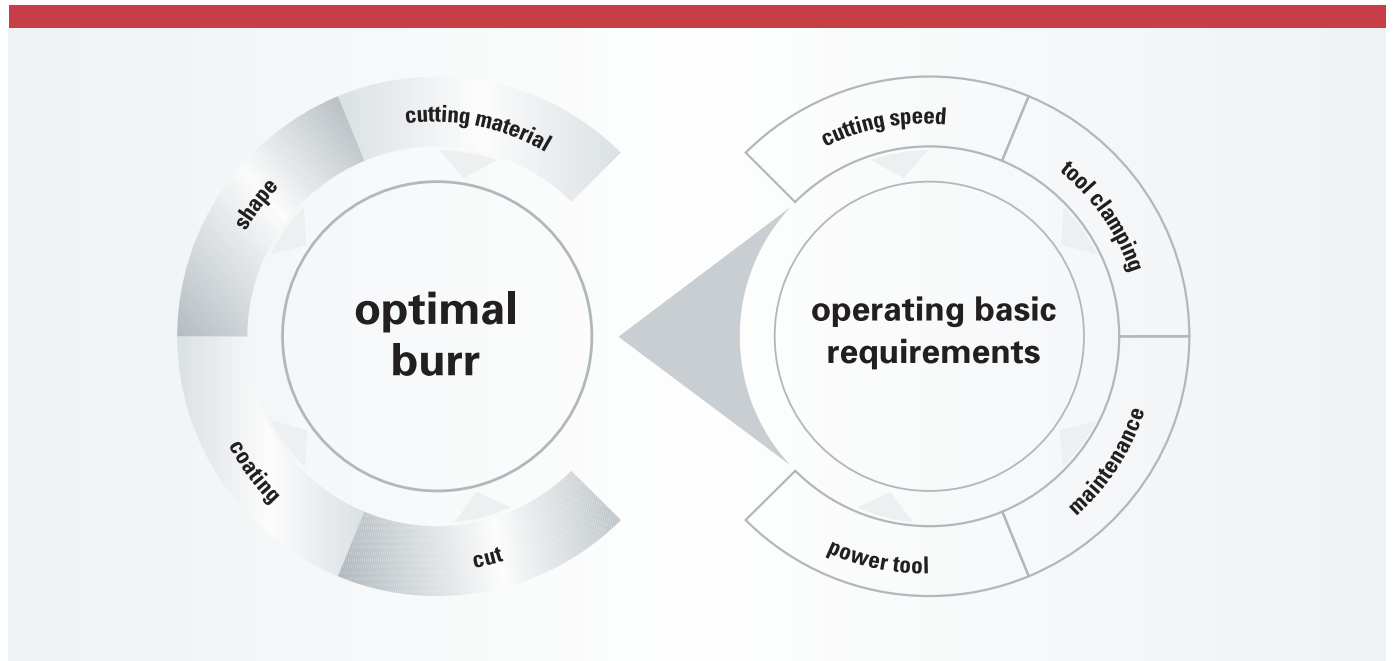 cutting material
shape
optimal
burr
coating
cut
cutting speed
tool clamping
operating basic
requirements
maintenance
power tool